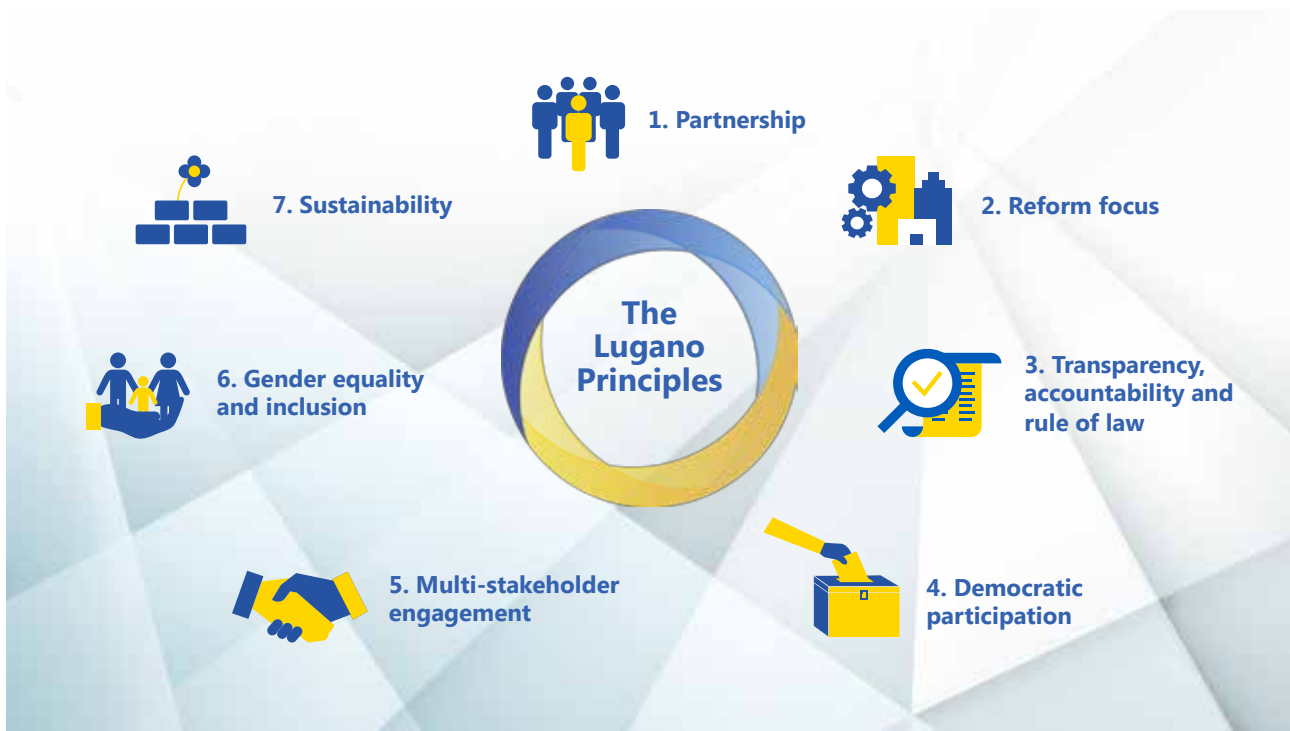 The
Lugano
Principles
1. Partnership
2. Reform focus
3. Transparency,
accountability and
rule of law
4. Democratic
participation
5. Multi-stakeholder
engagement
6. Gender equality
and inclusion
7. Sustainability